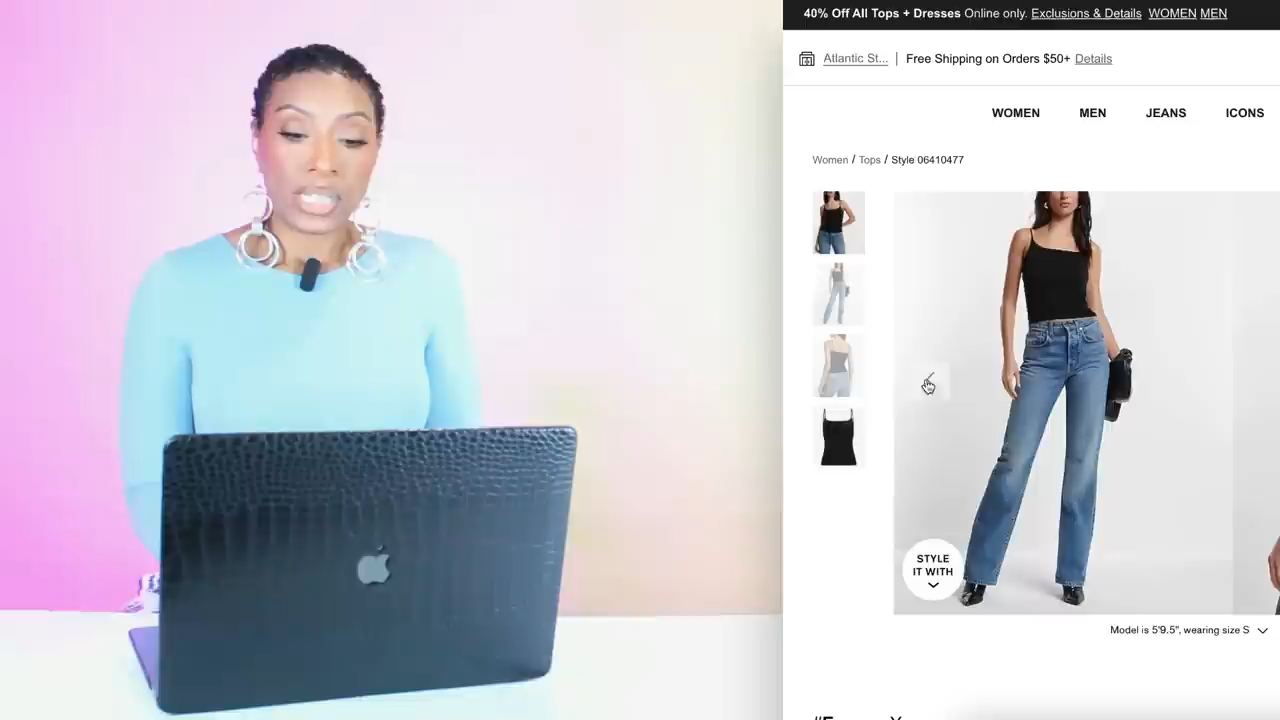 40% Off All Tops + Dresses Online only. Exclusions & Details WOMEN MEN
Atlantic St... | Free Shipping on Orders $50+ Details
WOMEN MEN JEANS ICONS
Women / Tops / Style 06410477
STYLE
IT WITH
Model is 5'9.5", wearing size S